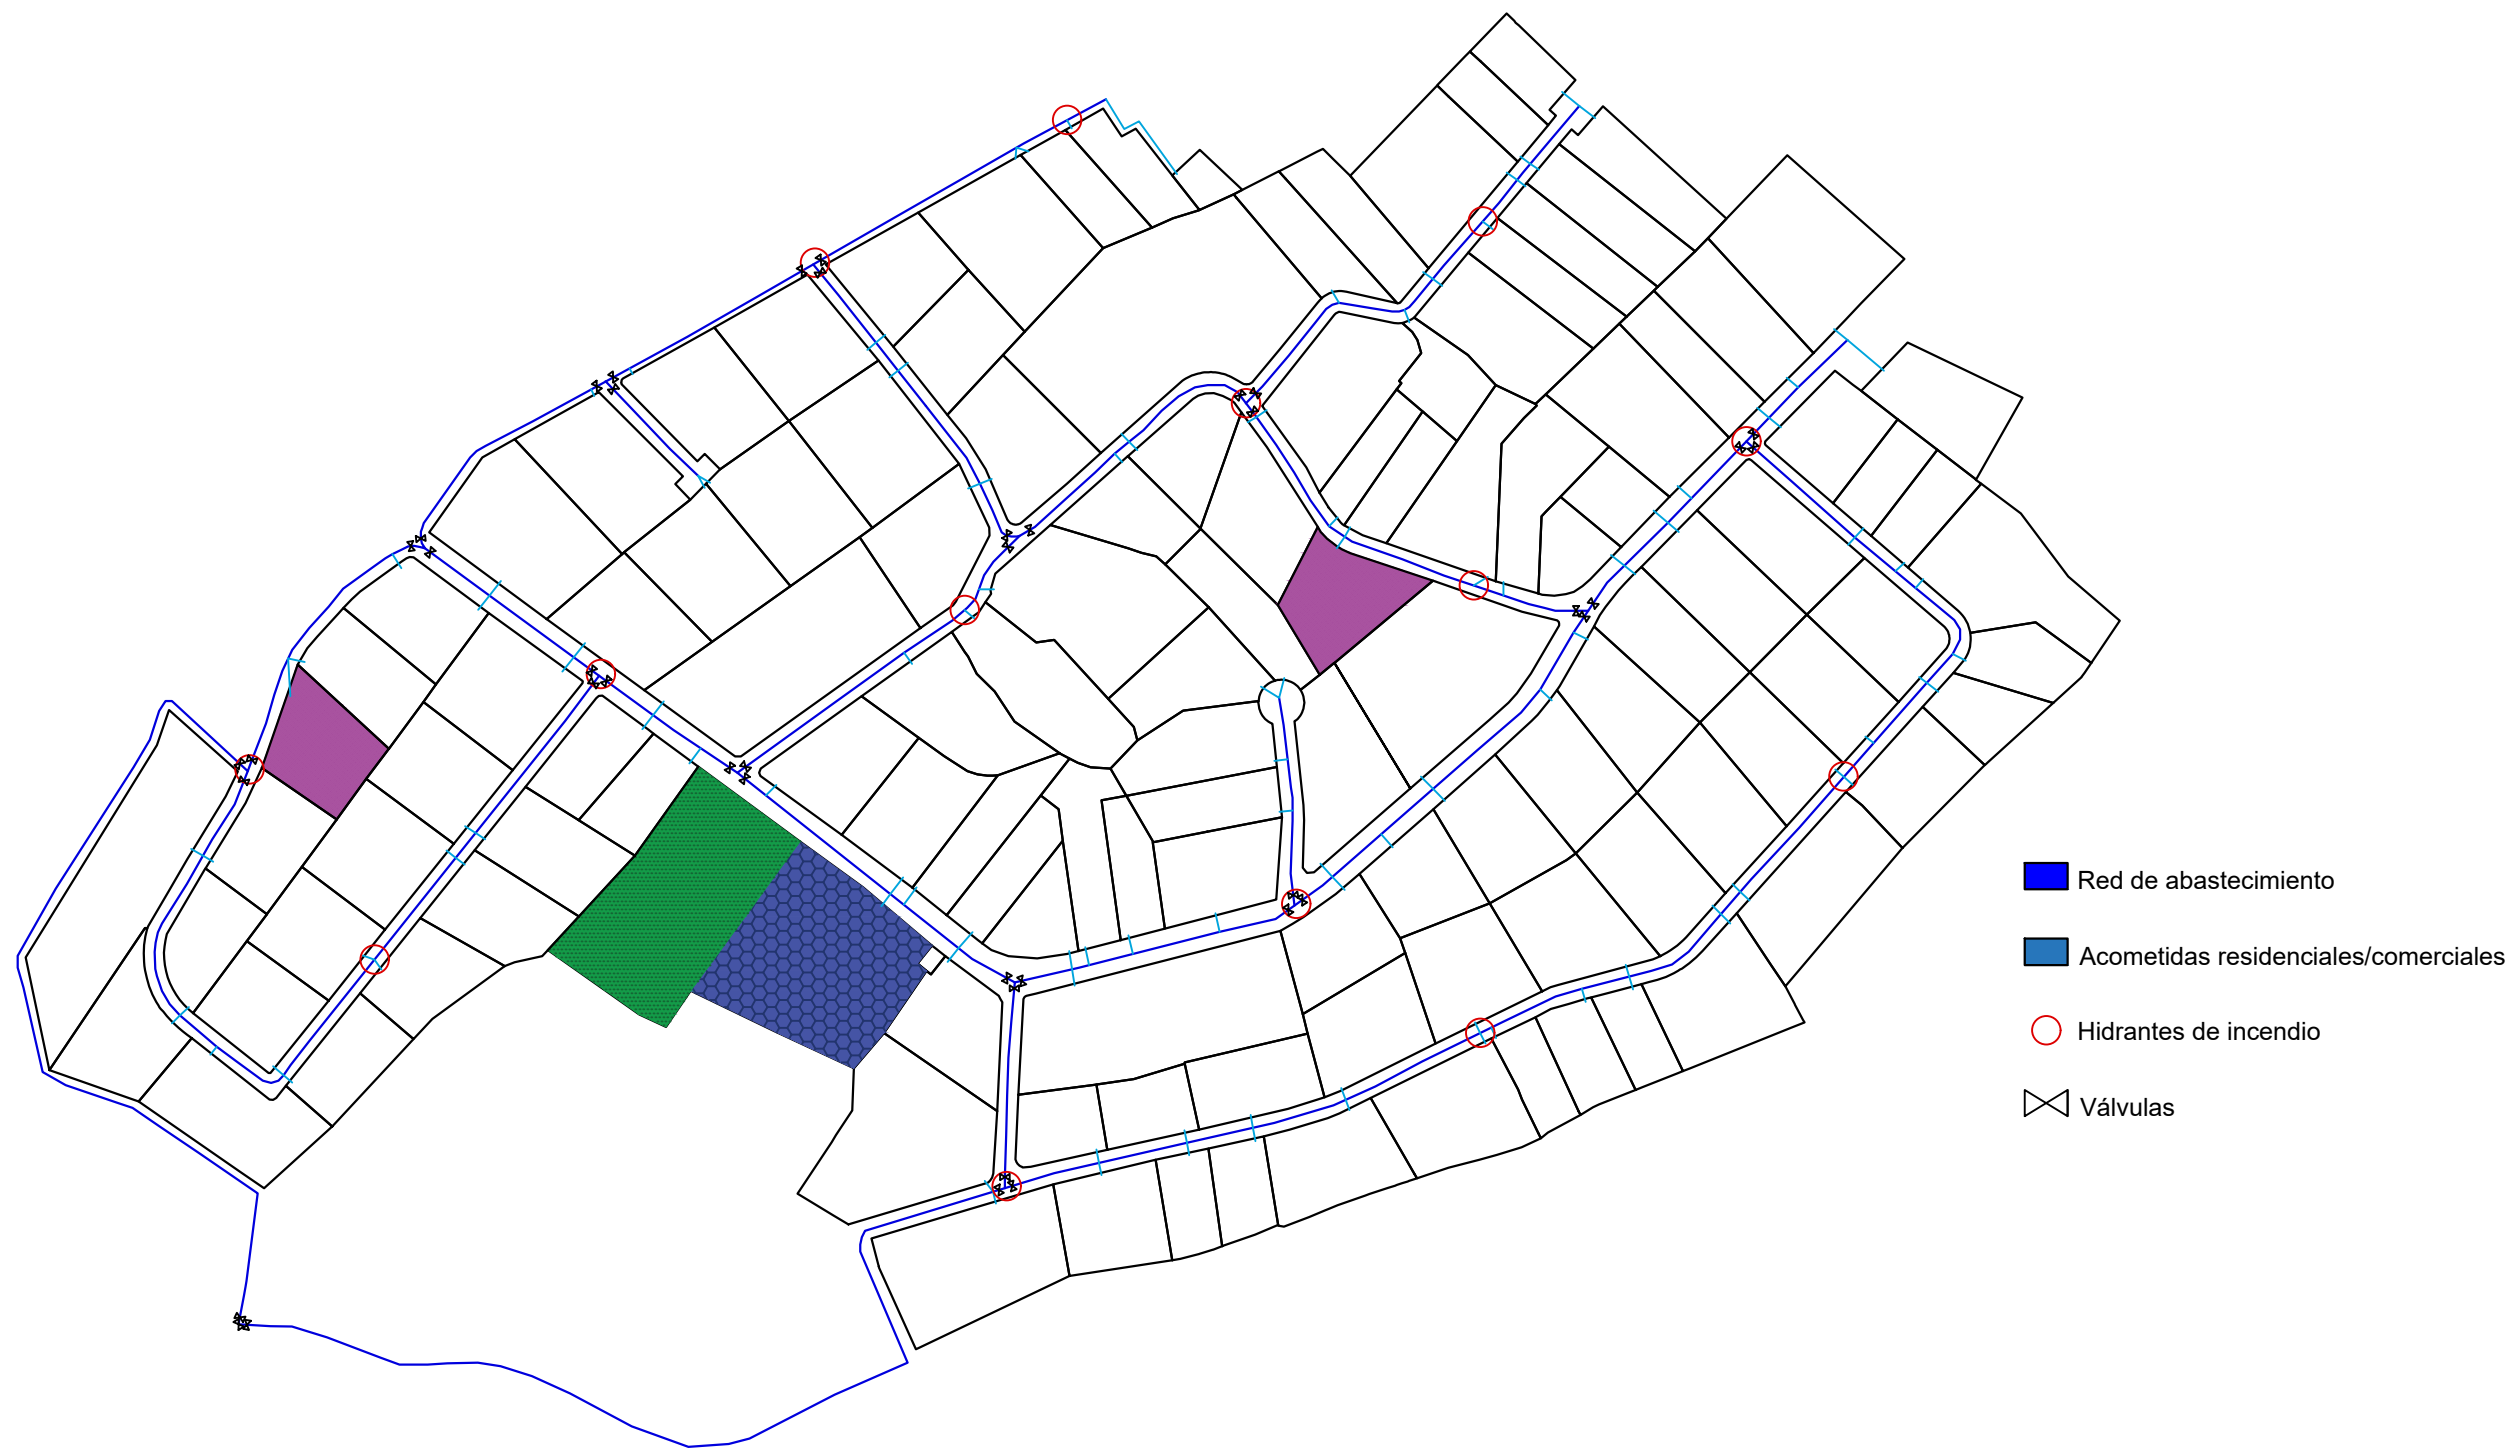 Red de abastecimiento
Acometidas residenciales/comerciales
Hidrantes de incendio
Válvulas